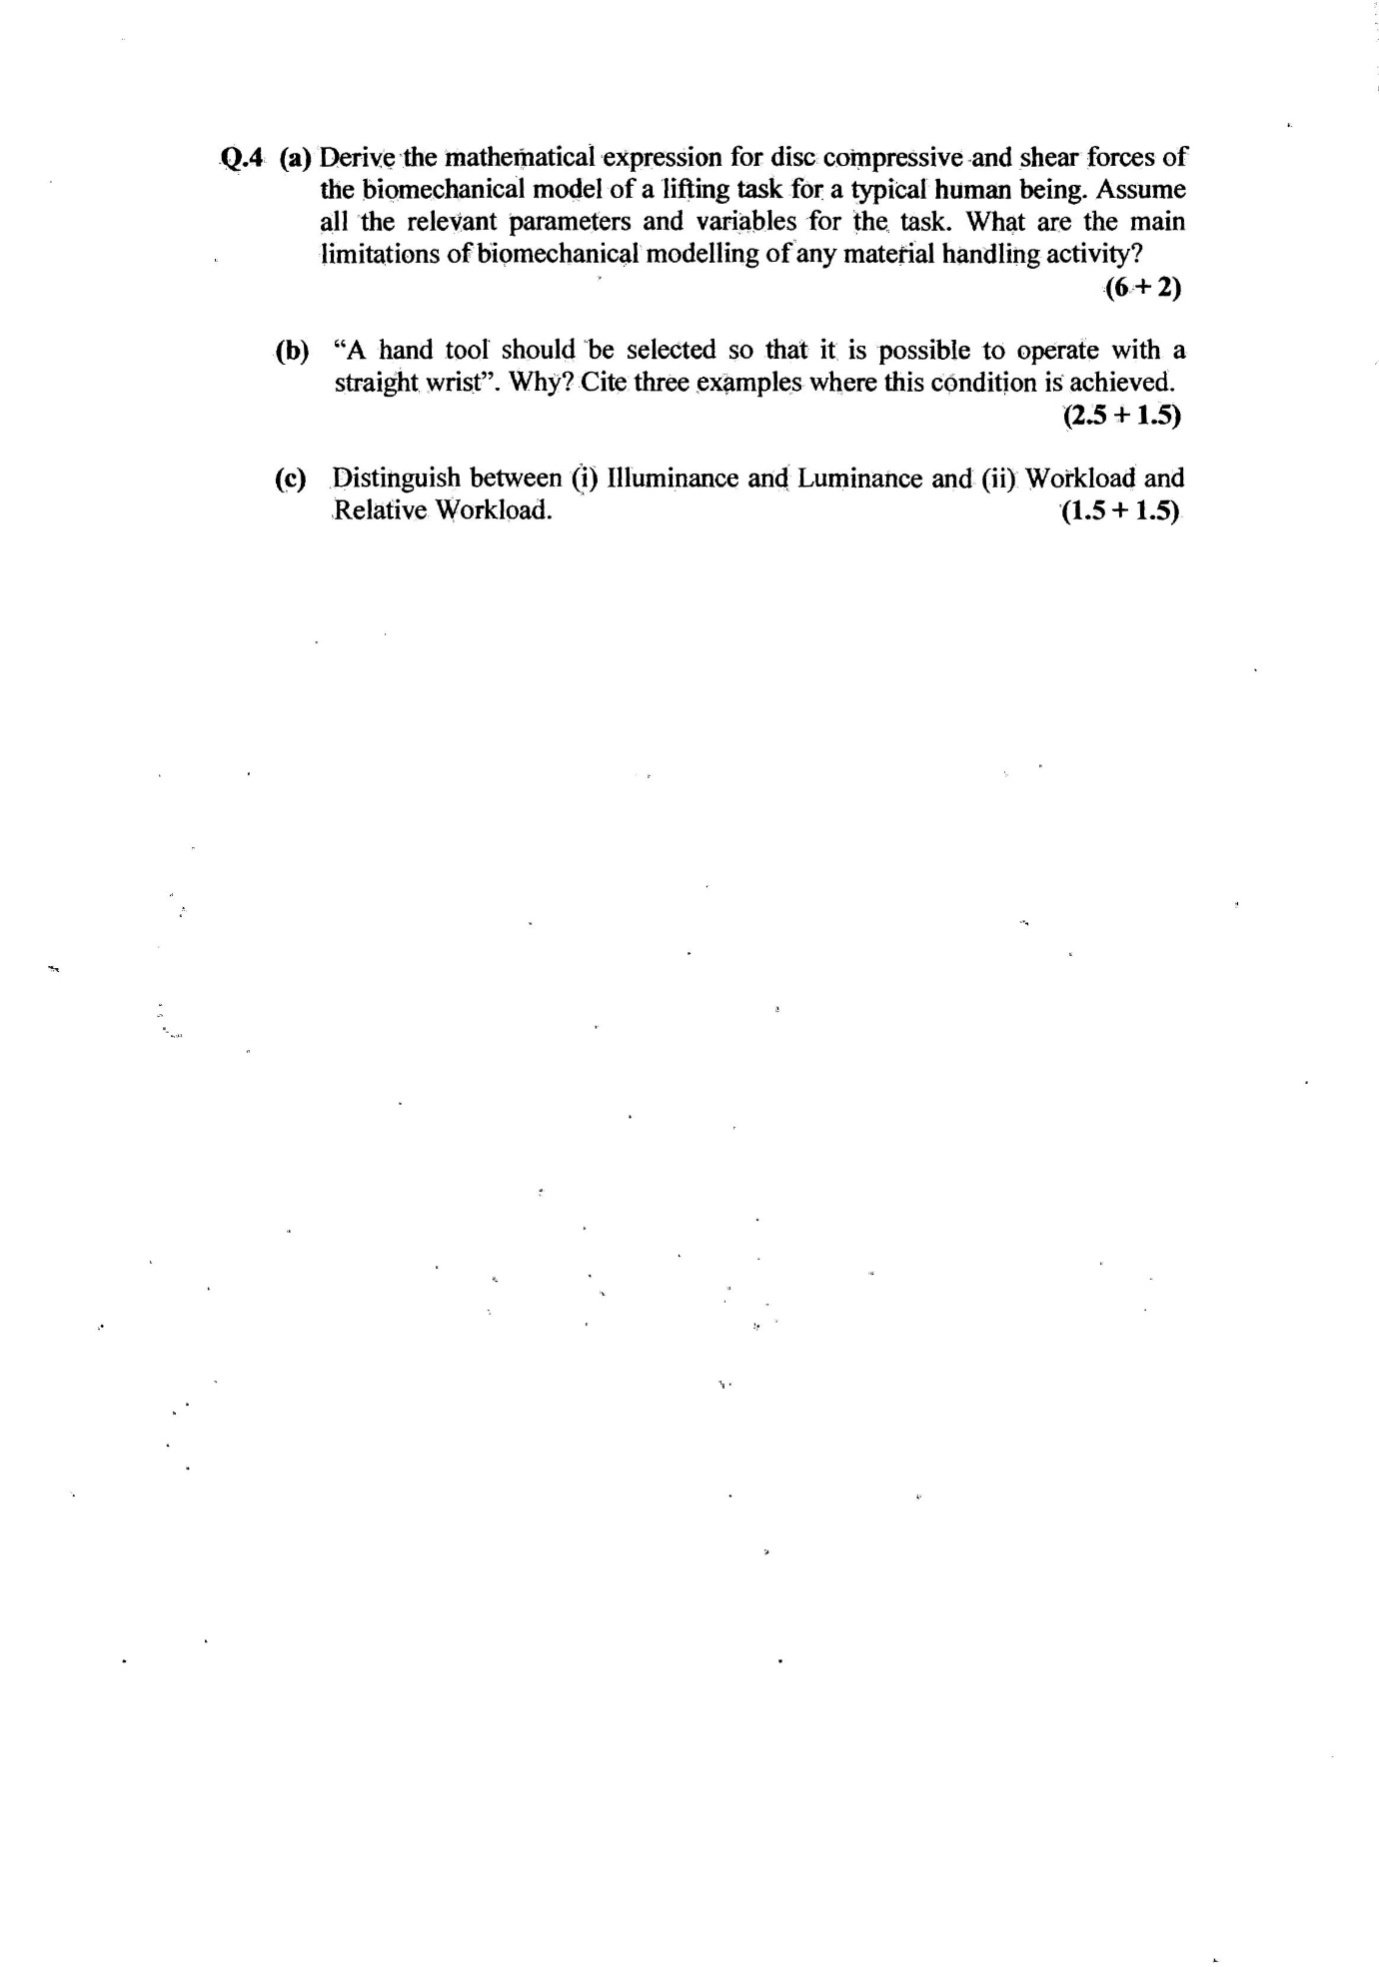 Q.4 (a) Derive the mathematical expression for disc compressive and shear forces of
the biomechanical model of a lifting task for a typical human being. Assume
all the relevant parameters and variables for the task. What are the main
limitations of biomechanical modelling of any material handling activity?
(6 + 2)
(b) “A hand tool should be selected so that it is possible to operate with a
straight wrist”. Why? Cite three examples where this condition is achieved.
(2.5 + 1.5)
(c) Distinguish between (i) Illuminance and Luminance and (ii) Workload and
Relative Workload. (1.5 + 1.5)